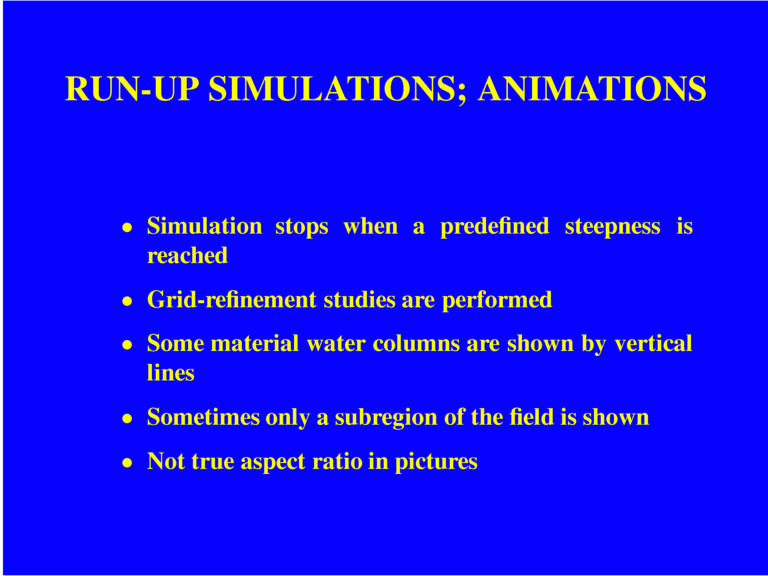 RUN-UP SIMULATIONS; ANIMATIONS
• Simulation stops when a predefined steepness is
reached
• Grid-refinement studies are performed
• Some material water columns are shown by vertical
lines
• Sometimes only a subregion of the field is shown
• Not true aspect ratio in pictures